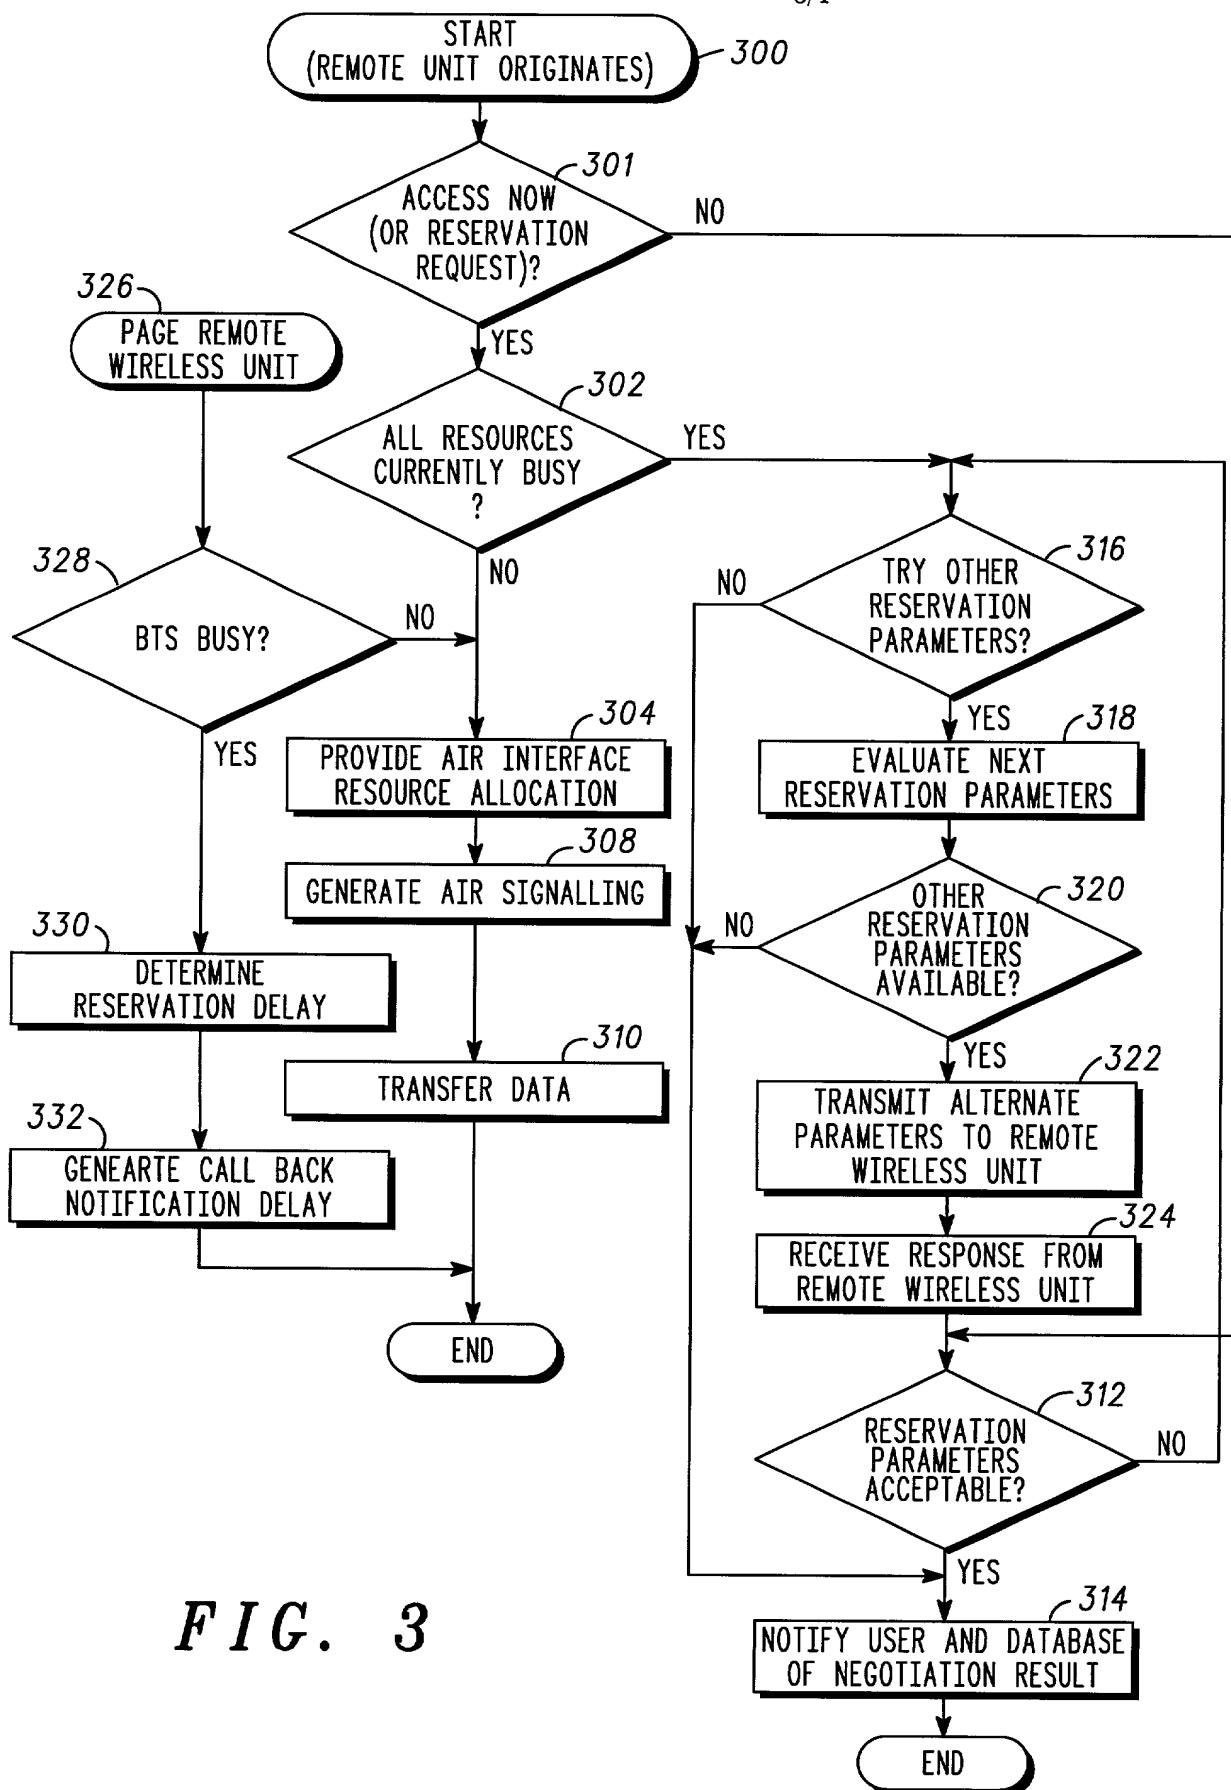 START
(REMOTE UNIT ORIGINATES)
300
301
ACCESS NOW
(OR RESERVATION
REQUEST)?
NO
YES
326
PAGE REMOTE
WIRELESS UNIT
302
ALL RESOURCES
CURRENTLY BUSY
?
YES
NO
328
BTS BUSY?
NO
YES
316
TRY OTHER
RESERVATION
PARAMETERS?
NO
YES
304
PROVIDE AIR INTERFACE
RESOURCE ALLOCATION
318
EVALUATE NEXT
RESERVATION PARAMETERS
308
GENERATE AIR SIGNALLING
320
OTHER
RESERVATION
PARAMETERS
AVAILABLE?
NO
YES
330
DETERMINE
RESERVATION DELAY
310
TRANSFER DATA
322
TRANSMIT ALTERNATE
PARAMETERS TO REMOTE
WIRELESS UNIT
332
GENEARTE CALL BACK
NOTIFICATION DELAY
324
RECEIVE RESPONSE FROM
REMOTE WIRELESS UNIT
END
312
RESERVATION
PARAMETERS
ACCEPTABLE?
NO
YES
314
NOTIFY USER AND DATABASE
OF NEGOTIATION RESULT
END
FIG. 3